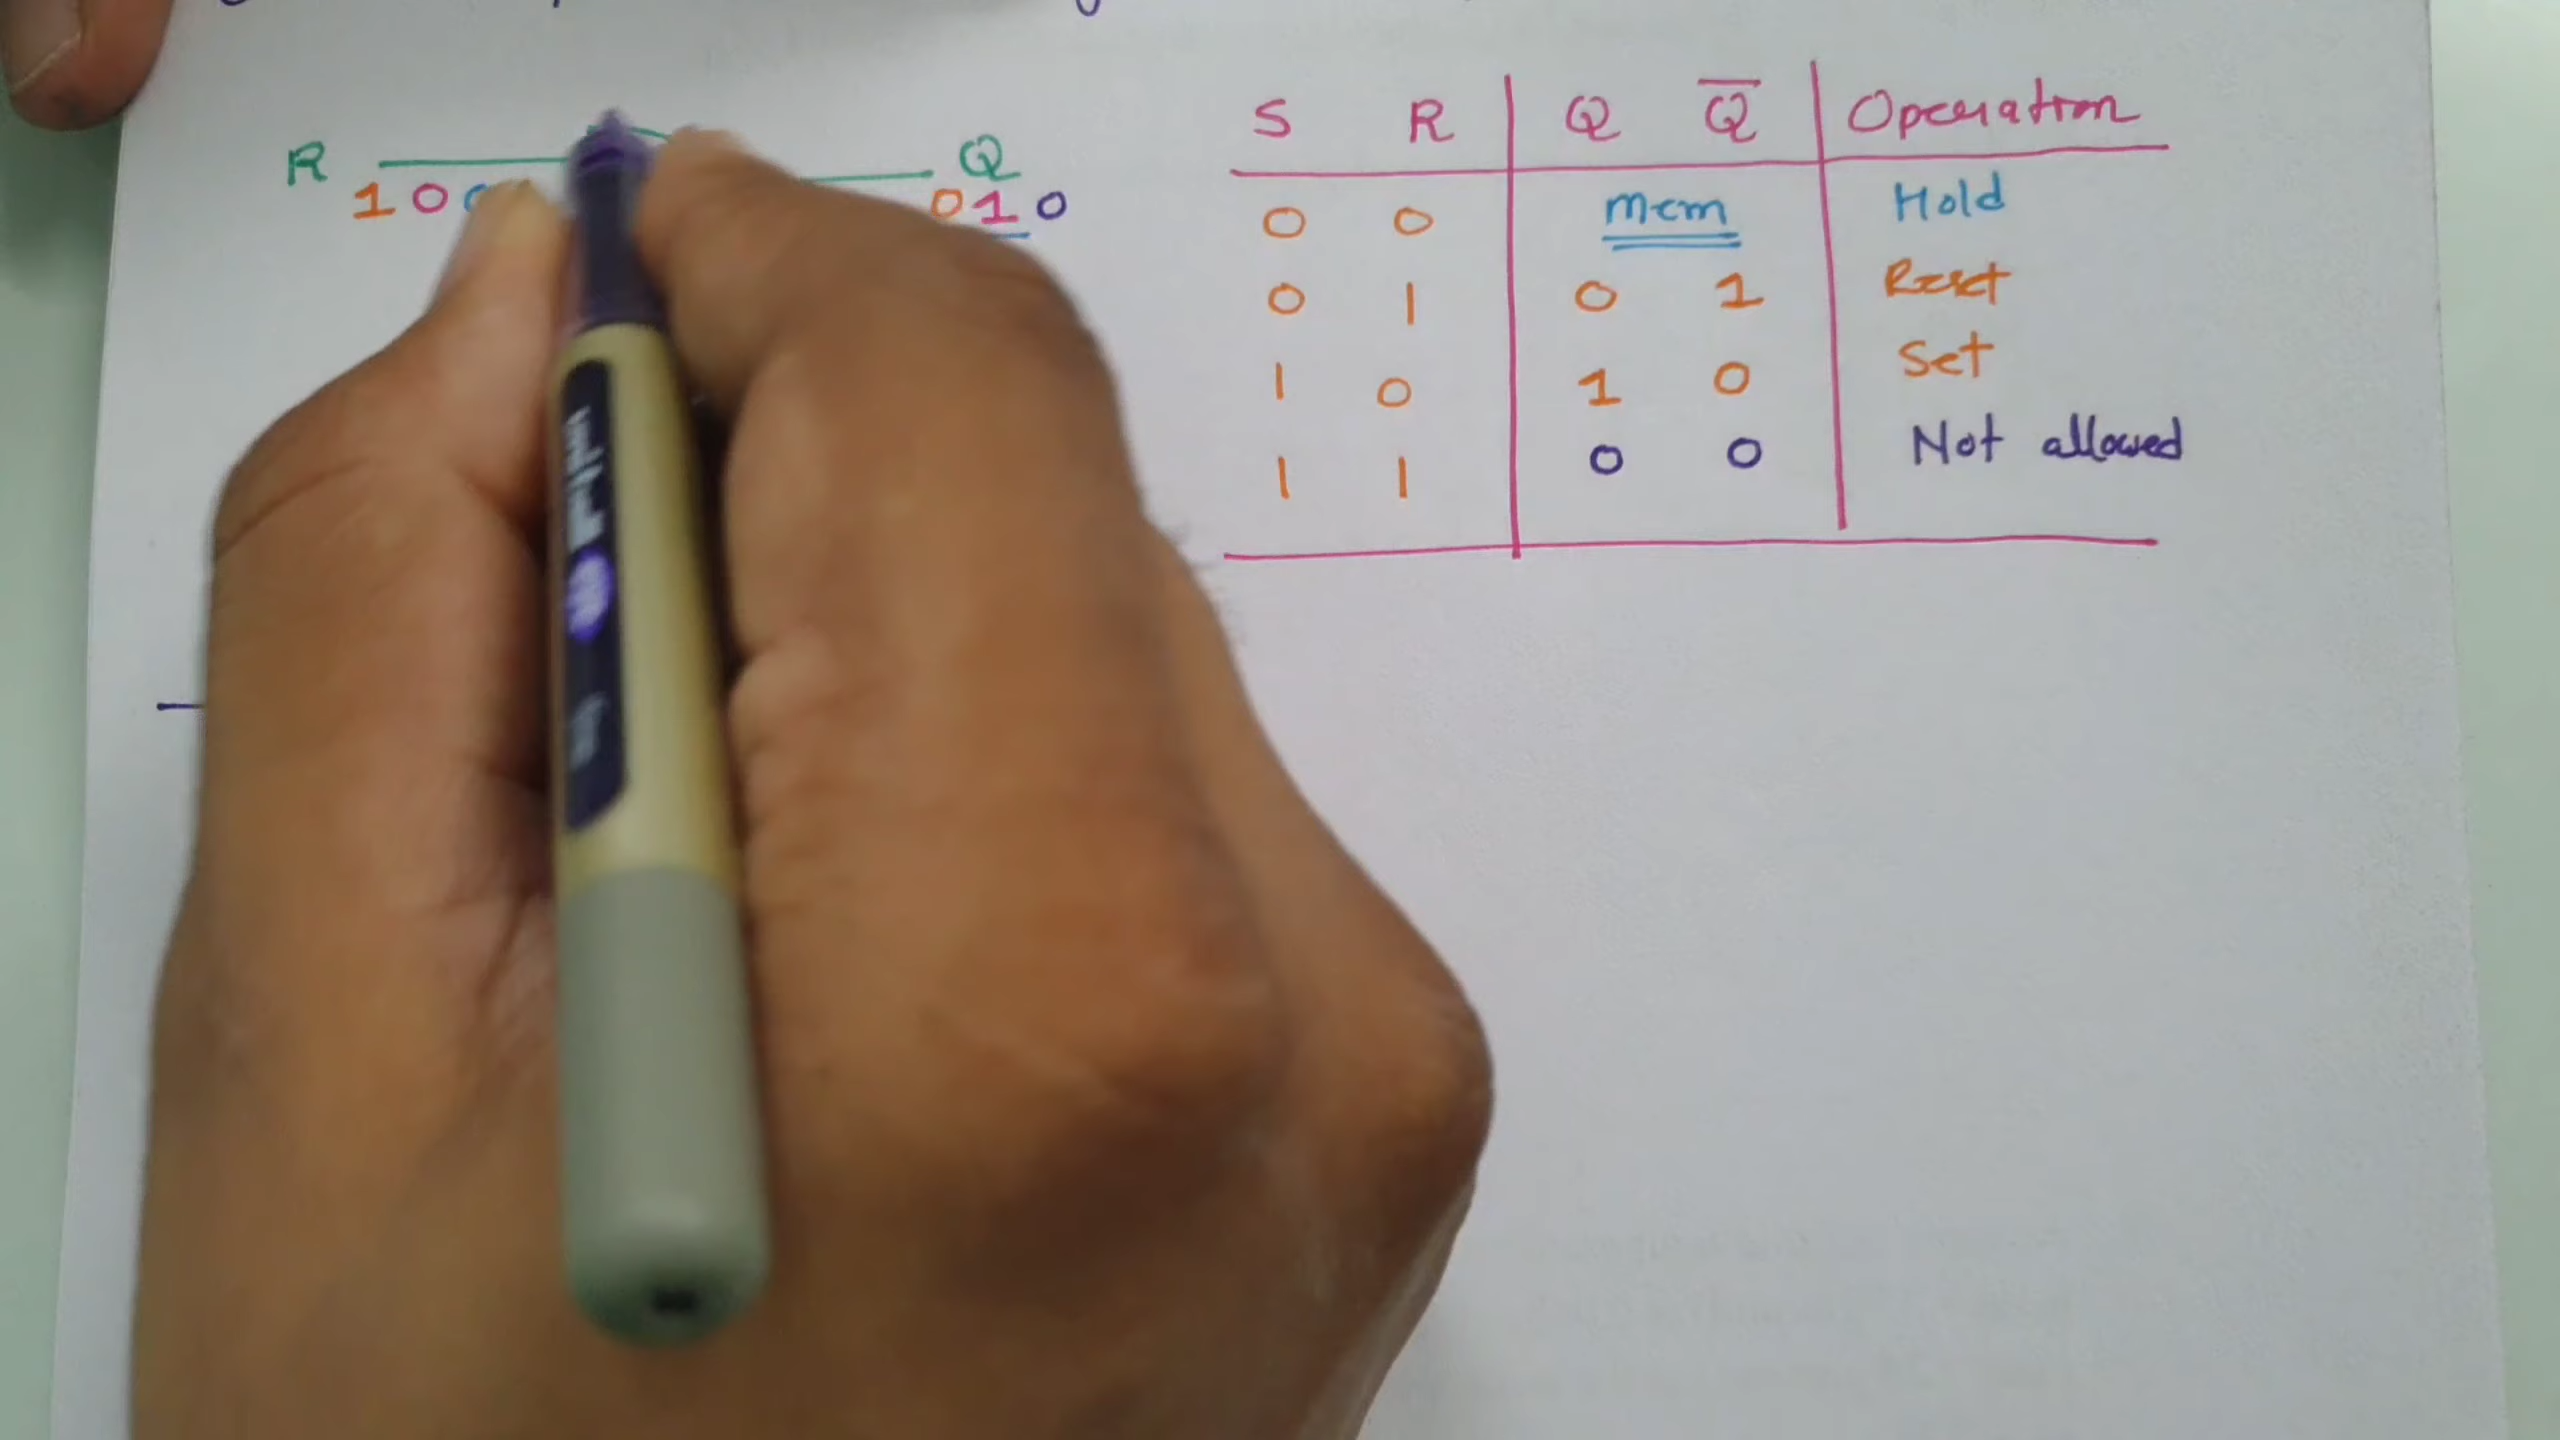 R Q
1 0 0 1 0
S R Q Q̅ Operation
0 0 mem Hold
0 1 0 1 Reset
1 0 1 0 Set
1 1 0 0 Not allowed